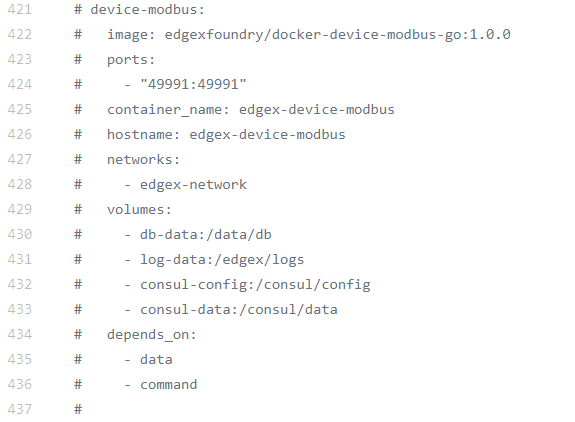 421 # device-modbus:
422 #   image: edgexfoundry/docker-device-modbus-go:1.0.0
423 #   ports:
424 #     - "49991:49991"
425 #   container_name: edgex-device-modbus
426 #   hostname: edgex-device-modbus
427 #   networks:
428 #     - edgex-network
429 #   volumes:
430 #     - db-data:/data/db
431 #     - log-data:/edgex/logs
432 #     - consul-config:/consul/config
433 #     - consul-data:/consul/data
434 #   depends_on:
435 #     - data
436 #     - command
437 #